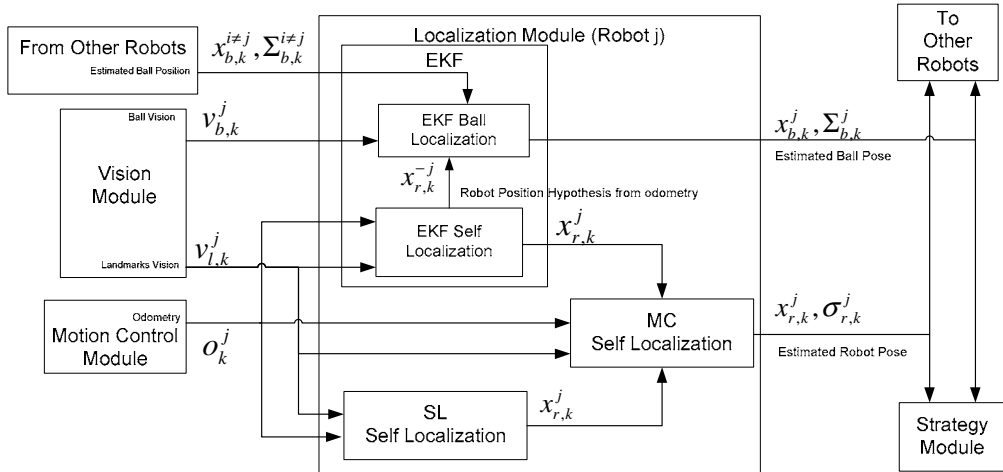 From Other Robots
Estimated Ball Position
x_{b,k}^{i≠j}, Σ_{b,k}^{i≠j}
Localization Module (Robot j)
EKF
To
Other
Robots
Ball Vision
v_{b,k}^{j}
Vision
Module
Landmarks Vision
v_{l,k}^{j}
EKF Ball
Localization
x_{b,k}^{j}, Σ_{b,k}^{j}
Estimated Ball Pose
x_{r,k}^{-j}
Robot Position Hypothesis from odometry
EKF Self
Localization
x_{r,k}^{j}
Odometry
Motion Control
Module
o_{k}^{j}
MC
Self Localization
x_{r,k}^{j}, σ_{r,k}^{j}
Estimated Robot Pose
SL
Self Localization
x_{r,k}^{j}
Strategy
Module